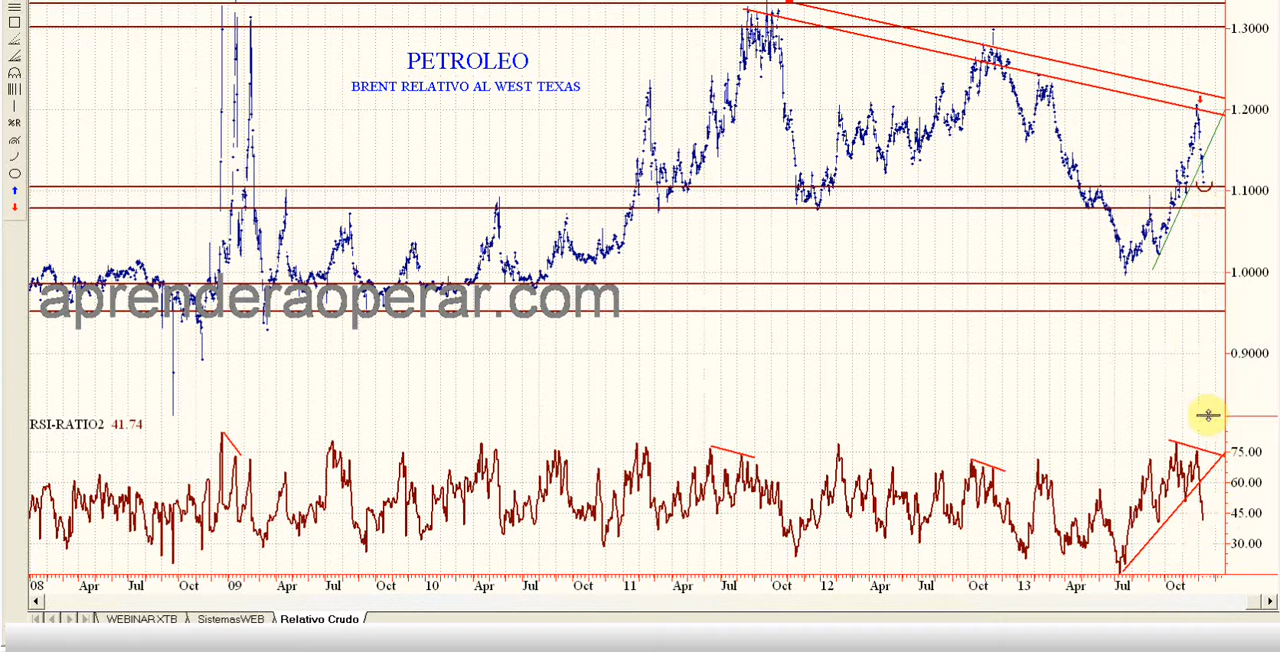 1.3000
PETROLEO
BRENT RELATIVO AL WEST TEXAS
1.2000
%R
1.1000
1.0000
aprenderaoperar.com
0.9000
RSI-RATIO2 41.74
75.00
60.00
45.00
30.00
08 Apr Jul Oct 09 Apr Jul Oct 10 Apr Jul Oct 11 Apr Jul Oct 12 Apr Jul Oct 13 Apr Jul Oct
WEBINARXTB SistemasWEB Relativo Crudo